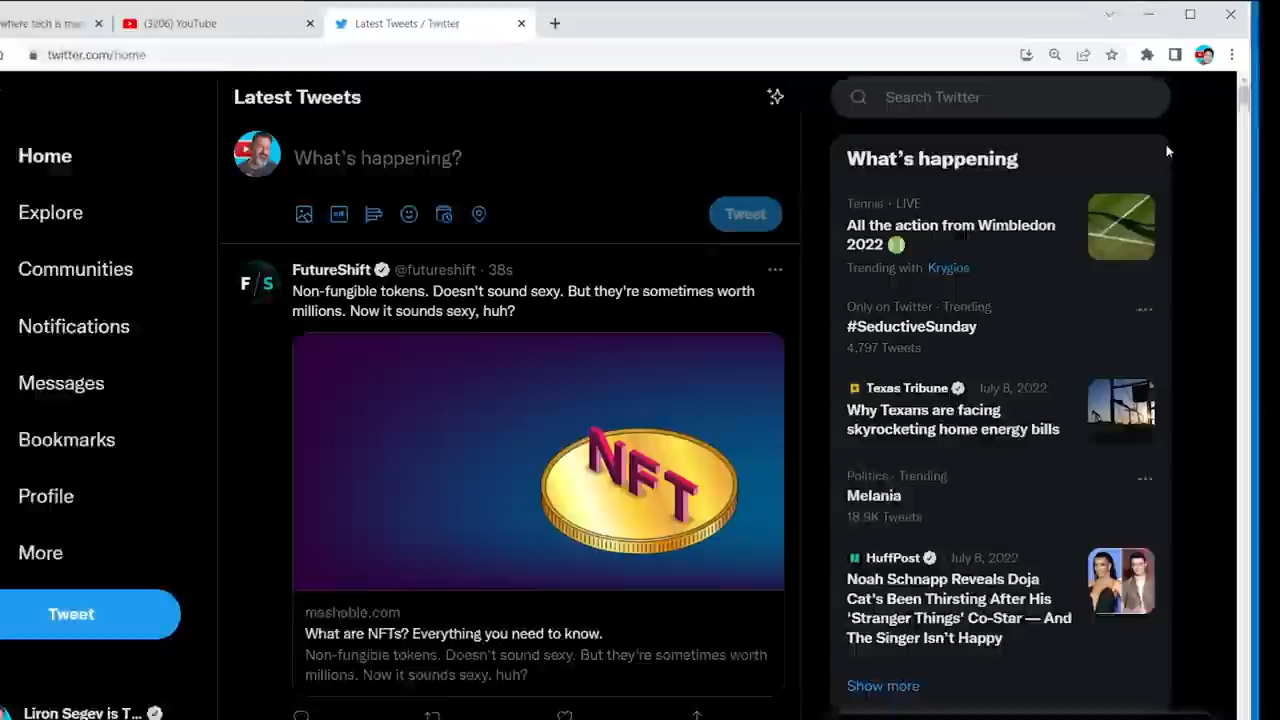 where tech is ma
(3206) YouTube
Latest Tweets / Twitter
twitter.com/home
Latest Tweets
Search Twitter
What's happening?
What's happening
Home
Explore
Communities
Notifications
Messages
Bookmarks
Profile
More
Tweet
Liron Segev is T...
GIF
Tweet
F/S
FutureShift @futureshift · 38s
Non-fungible tokens. Doesn't sound sexy. But they're sometimes worth
millions. Now it sounds sexy, huh?
NFT
mashable.com
What are NFTs? Everything you need to know.
Non-fungible tokens. Doesn't sound sexy. But they're sometimes worth
millions. Now it sounds sexy, huh?
Tennis · LIVE
All the action from Wimbledon
2022
Trending with Krygios
Only on Twitter · Trending
#SeductiveSunday
4,797 Tweets
Texas Tribune July 8, 2022
Why Texans are facing
skyrocketing home energy bills
Politics · Trending
Melania
18.9K Tweets
HuffPost July 8, 2022
Noah Schnapp Reveals Doja
Cat's Been Thirsting After His
'Stranger Things' Co-Star — And
The Singer Isn't Happy
Show more